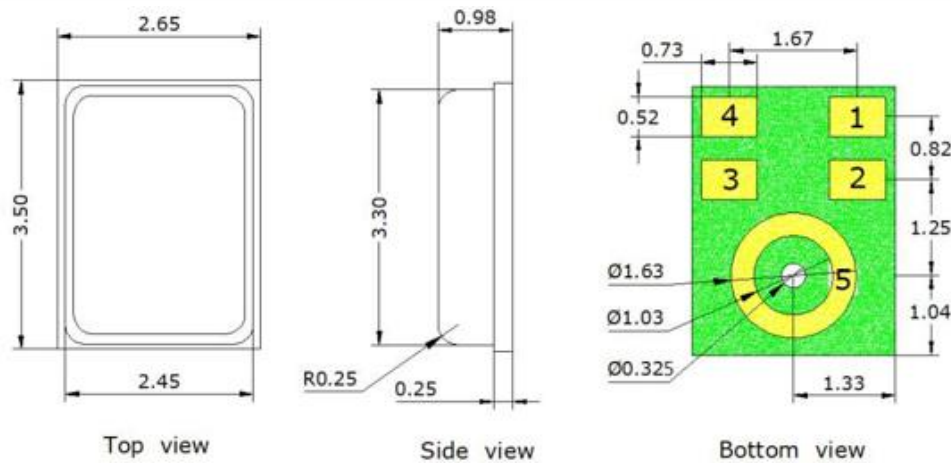 2.65
3.50
2.45
Top view
0.98
3.30
R0.25
0.25
Side view
1.67
0.73
0.52
4
1
0.82
3
2
1.25
Ø1.63
5
Ø1.03
1.04
Ø0.325
1.33
Bottom view